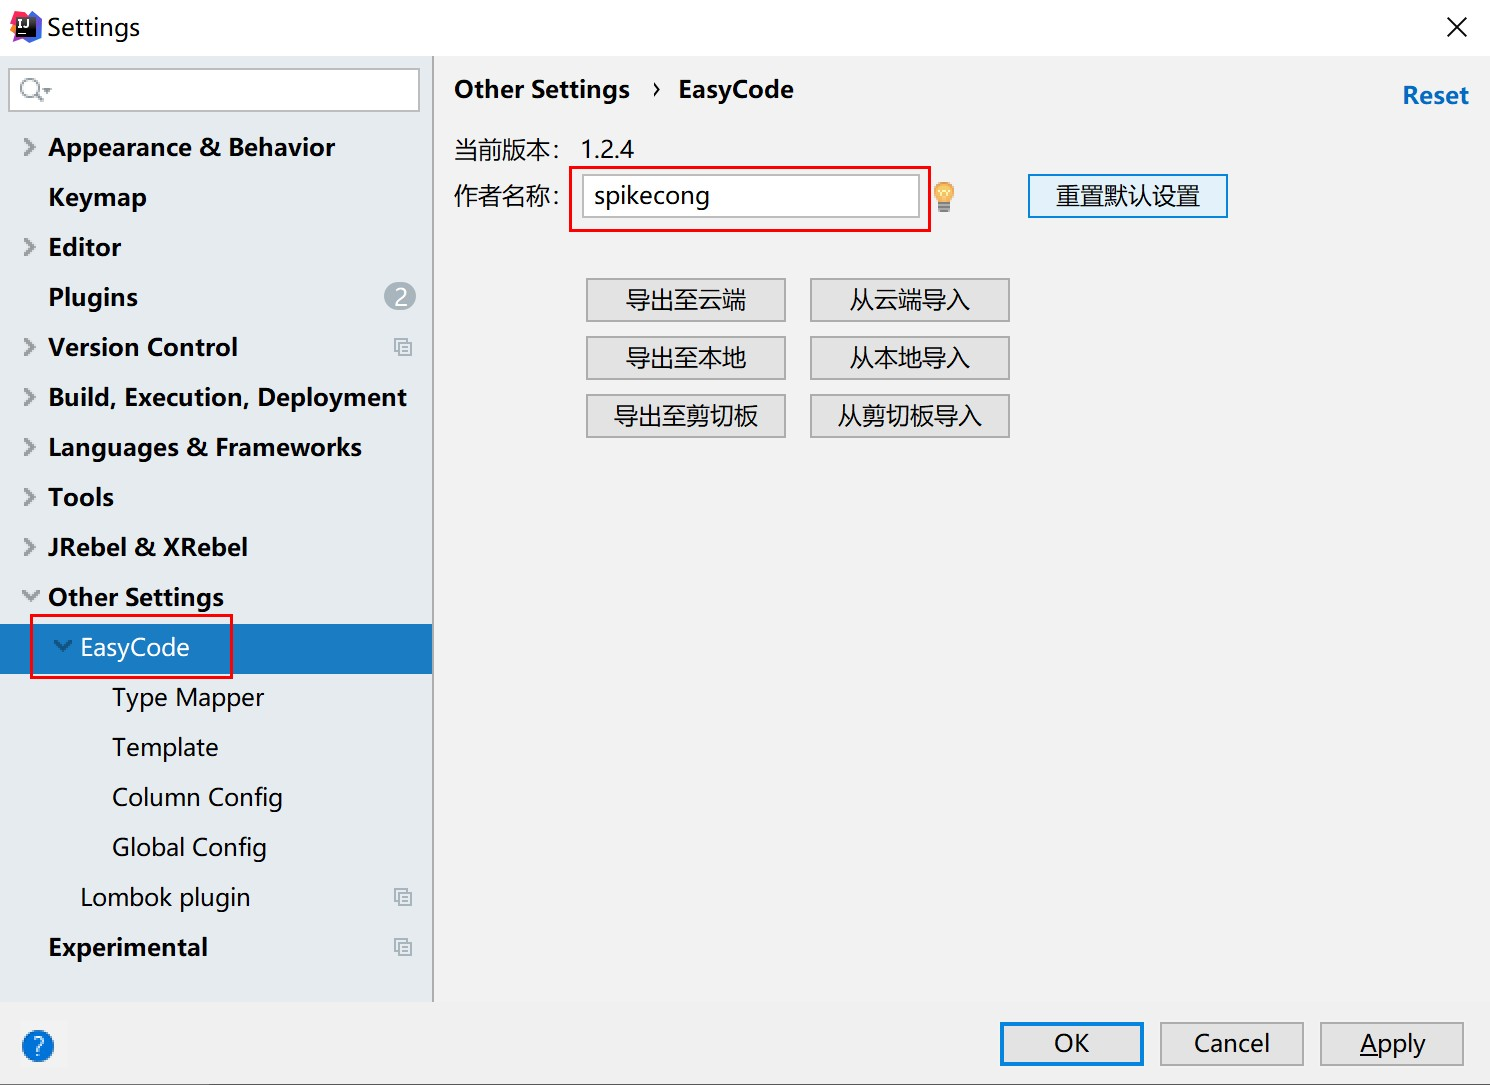 Settings
Other Settings › EasyCode
Reset
当前版本： 1.2.4
作者名称： spikecong
重置默认设置
导出至云端 从云端导入
导出至本地 从本地导入
导出至剪切板 从剪切板导入
Appearance & Behavior
Keymap
Editor
Plugins 2
Version Control
Build, Execution, Deployment
Languages & Frameworks
Tools
JRebel & XRebel
Other Settings
EasyCode
Type Mapper
Template
Column Config
Global Config
Lombok plugin
Experimental
?
OK Cancel Apply